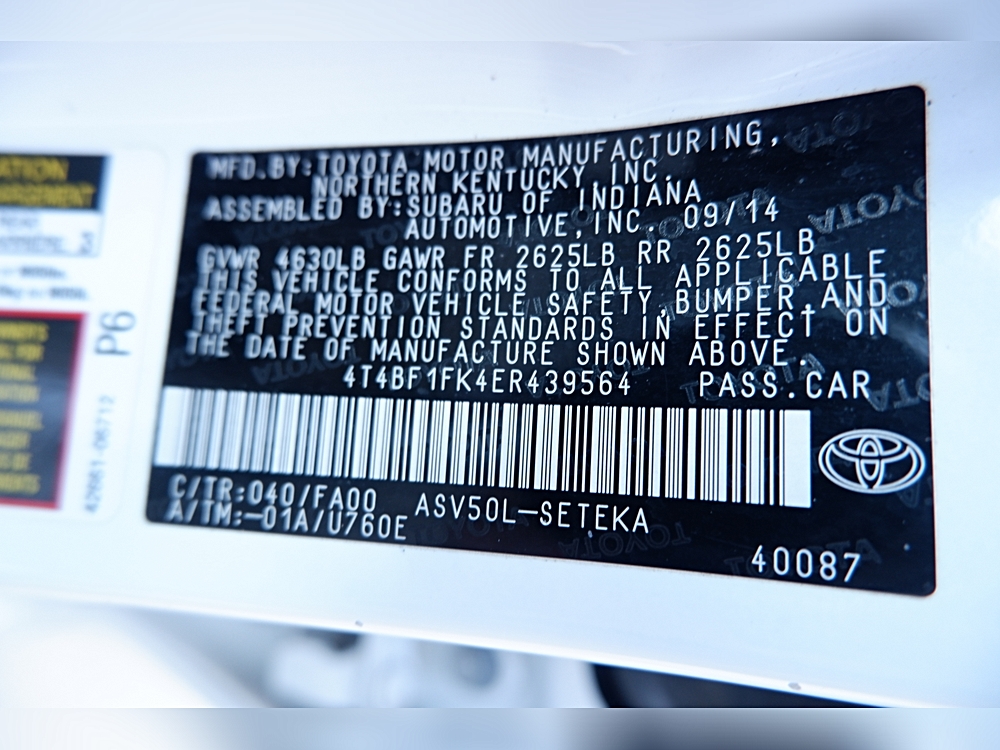 MFD.BY:TOYOTA MOTOR MANUFACTURING,
NORTHERN KENTUCKY, INC.
ASSEMBLED BY:SUBARU OF INDIANA
AUTOMOTIVE,INC. 09/14
GVWR 4630LB GAWR FR 2625LB RR 2625LB
THIS VEHICLE CONFORMS TO ALL APPLICABLE
FEDERAL MOTOR VEHICLE SAFETY,BUMPER,AND
THEFT PREVENTION STANDARDS IN EFFECT ON
THE DATE OF MANUFACTURE SHOWN ABOVE.
4T4BF1FK4ER439564 PASS.CAR
C/TR:040/FA00 ASV50L-SETEKA
A/TM:-01A/U760E
40087
P6
42661-06712